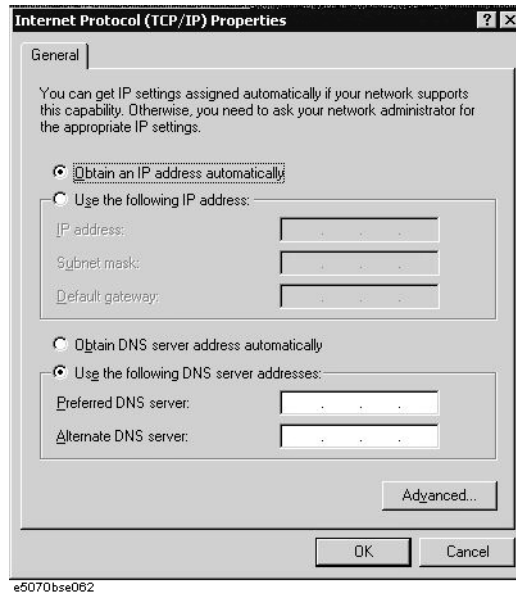 Internet Protocol (TCP/IP) Properties
General
You can get IP settings assigned automatically if your network supports
this capability. Otherwise, you need to ask your network administrator for
the appropriate IP settings.
Obtain an IP address automatically
Use the following IP address:
IP address:
Subnet mask:
Default gateway:
Obtain DNS server address automatically
Use the following DNS server addresses:
Preferred DNS server:
Alternate DNS server:
Advanced...
OK
Cancel
e5070bse062